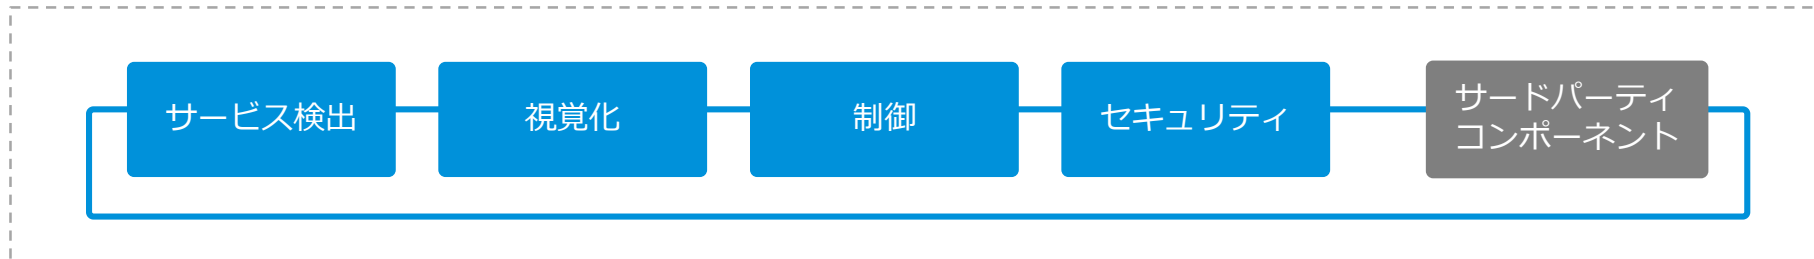 サービス検出
視覚化
制御
セキュリティ
サードパーティ
コンポーネント